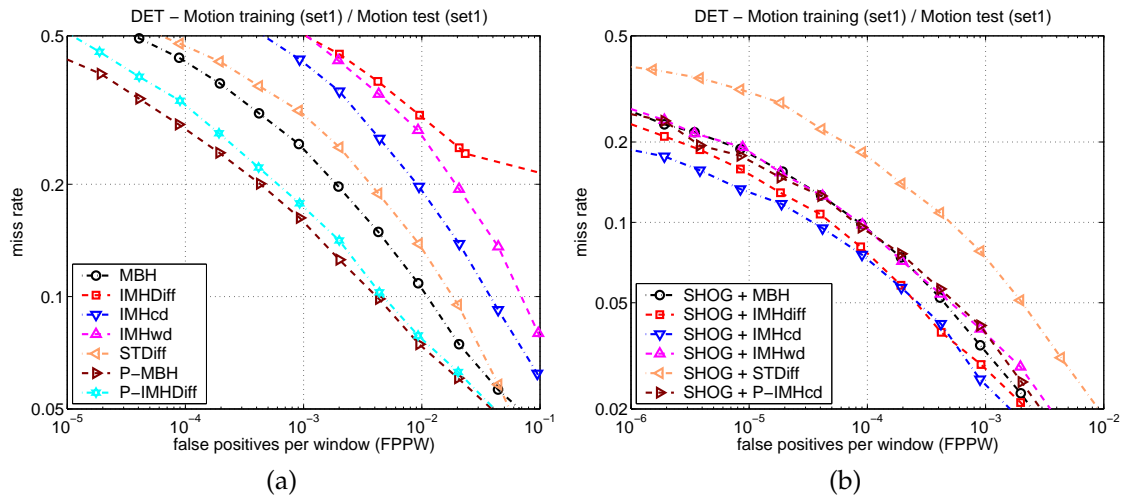 DET – Motion training (set1) / Motion test (set1)
0.5
0.2
0.1
0.05
miss rate
MBH
IMHDiff
IMHcd
IMHwd
STDiff
P–MBH
P–IMHDiff
10⁻⁵ 10⁻⁴ 10⁻³ 10⁻² 10⁻¹
false positives per window (FPPW)
(a)
DET – Motion training (set1) / Motion test (set1)
0.5
0.2
0.1
0.05
0.02
miss rate
SHOG + MBH
SHOG + IMHdiff
SHOG + IMHcd
SHOG + IMHwd
SHOG + STDiff
SHOG + P–IMHcd
10⁻⁶ 10⁻⁵ 10⁻⁴ 10⁻³ 10⁻²
false positives per window (FPPW)
(b)